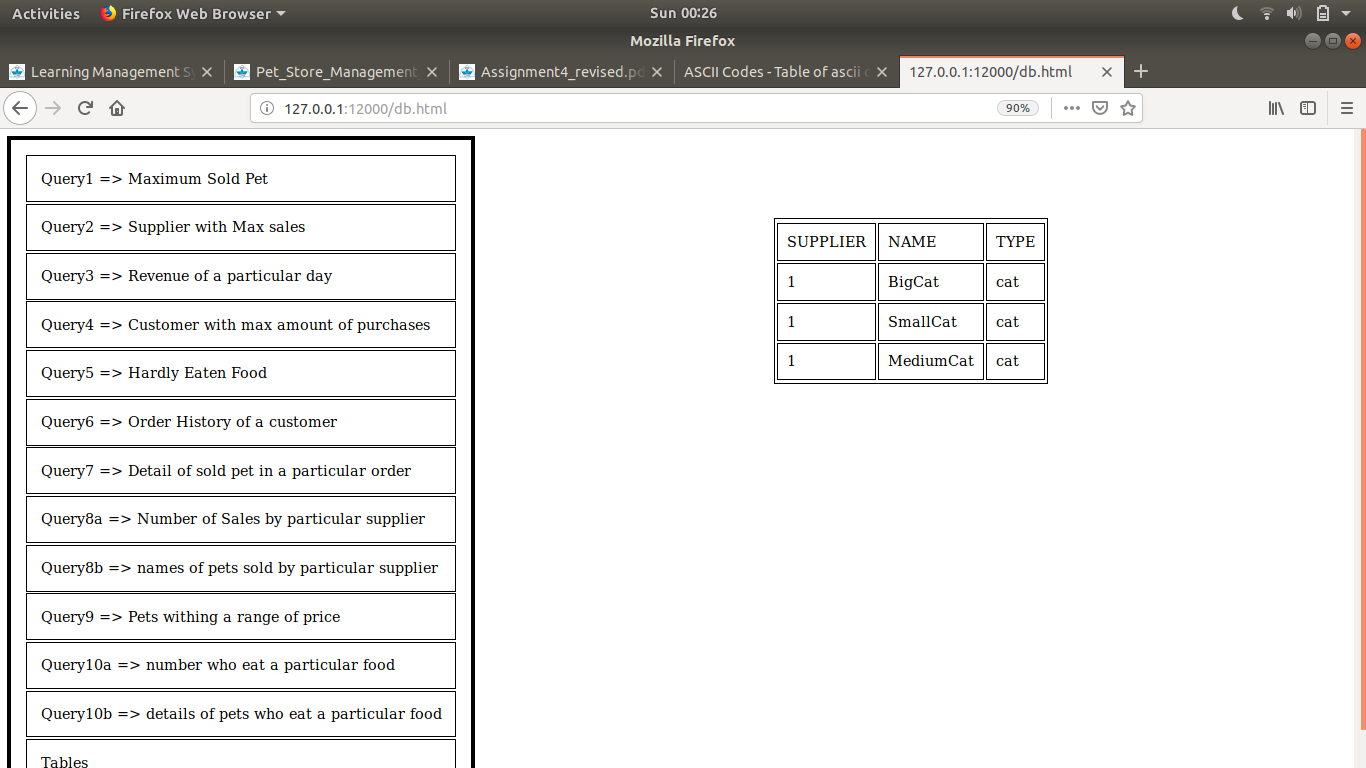 Activities Firefox Web Browser Sun 00:26
Mozilla Firefox
Learning Management Pet_Store_Management Assignment4_revised.pd ASCII Codes - Table of ascii 127.0.0.1:12000/db.html
127.0.0.1:12000/db.html 90%
Query1 => Maximum Sold Pet
Query2 => Supplier with Max sales
Query3 => Revenue of a particular day
Query4 => Customer with max amount of purchases
Query5 => Hardly Eaten Food
Query6 => Order History of a customer
Query7 => Detail of sold pet in a particular order
Query8a => Number of Sales by particular supplier
Query8b => names of pets sold by particular supplier
Query9 => Pets withing a range of price
Query10a => number who eat a particular food
Query10b => details of pets who eat a particular food
Tables
SUPPLIER NAME TYPE
1 BigCat cat
1 SmallCat cat
1 MediumCat cat